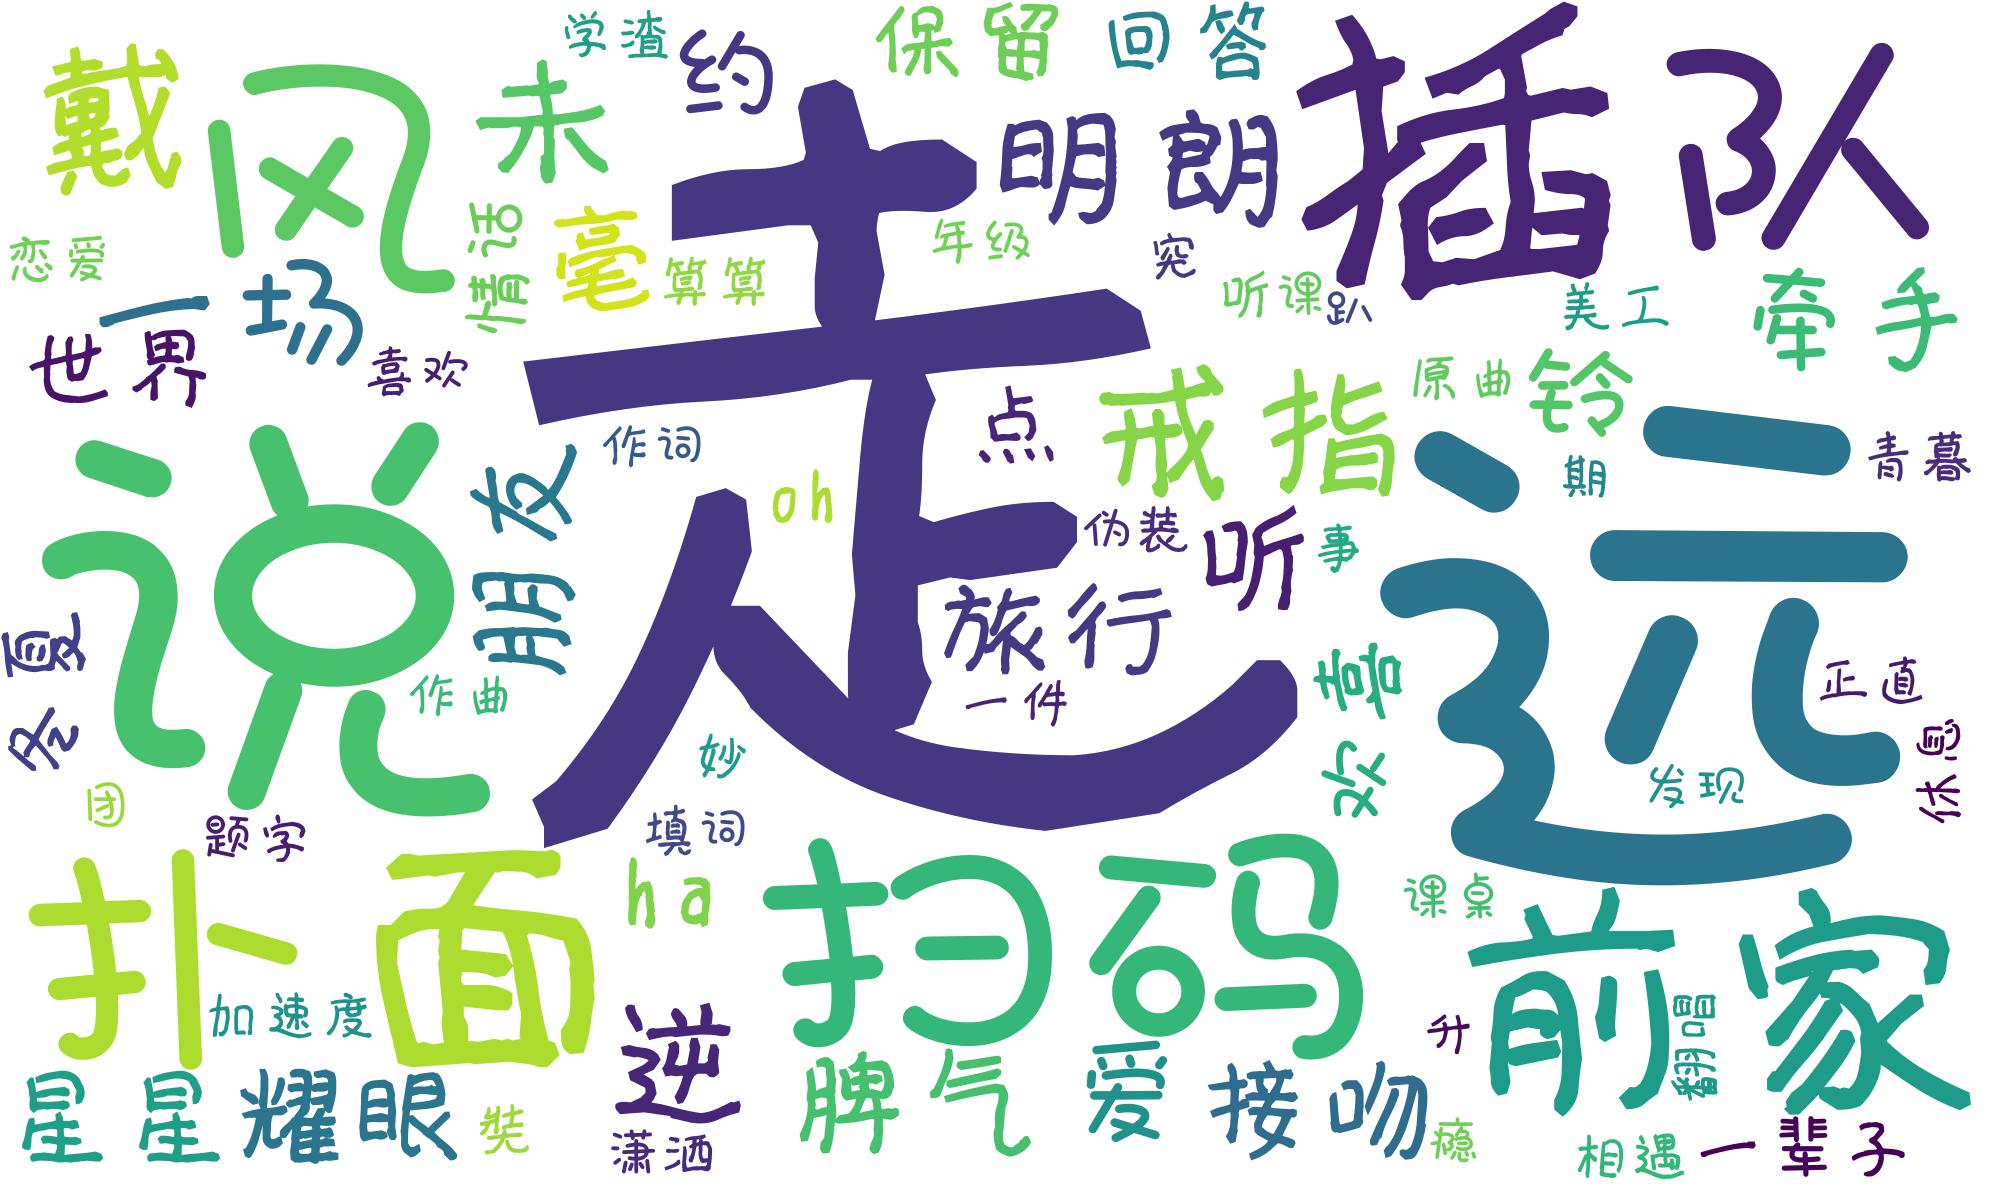 学渣
约
保留
回答
插队
戴
风
未
明朗
情话
毫
算算
年级
究
听课
趴
美工
牵手
恋爱
一场
世界
喜欢
走
点
戒指
原曲
铃
远
期
青暮
作词
oh
朋友
说
伪装
听
事
旅行
一件
冬夏
作曲
喜欢
正直
休息
发现
妙
团
题字
填词
扑面
ha
扫码
课桌
前家
加速度
逆
升
翻唱
星星
耀眼
装
潇洒
脾气
爱
接吻
瘾
相遇
一辈子